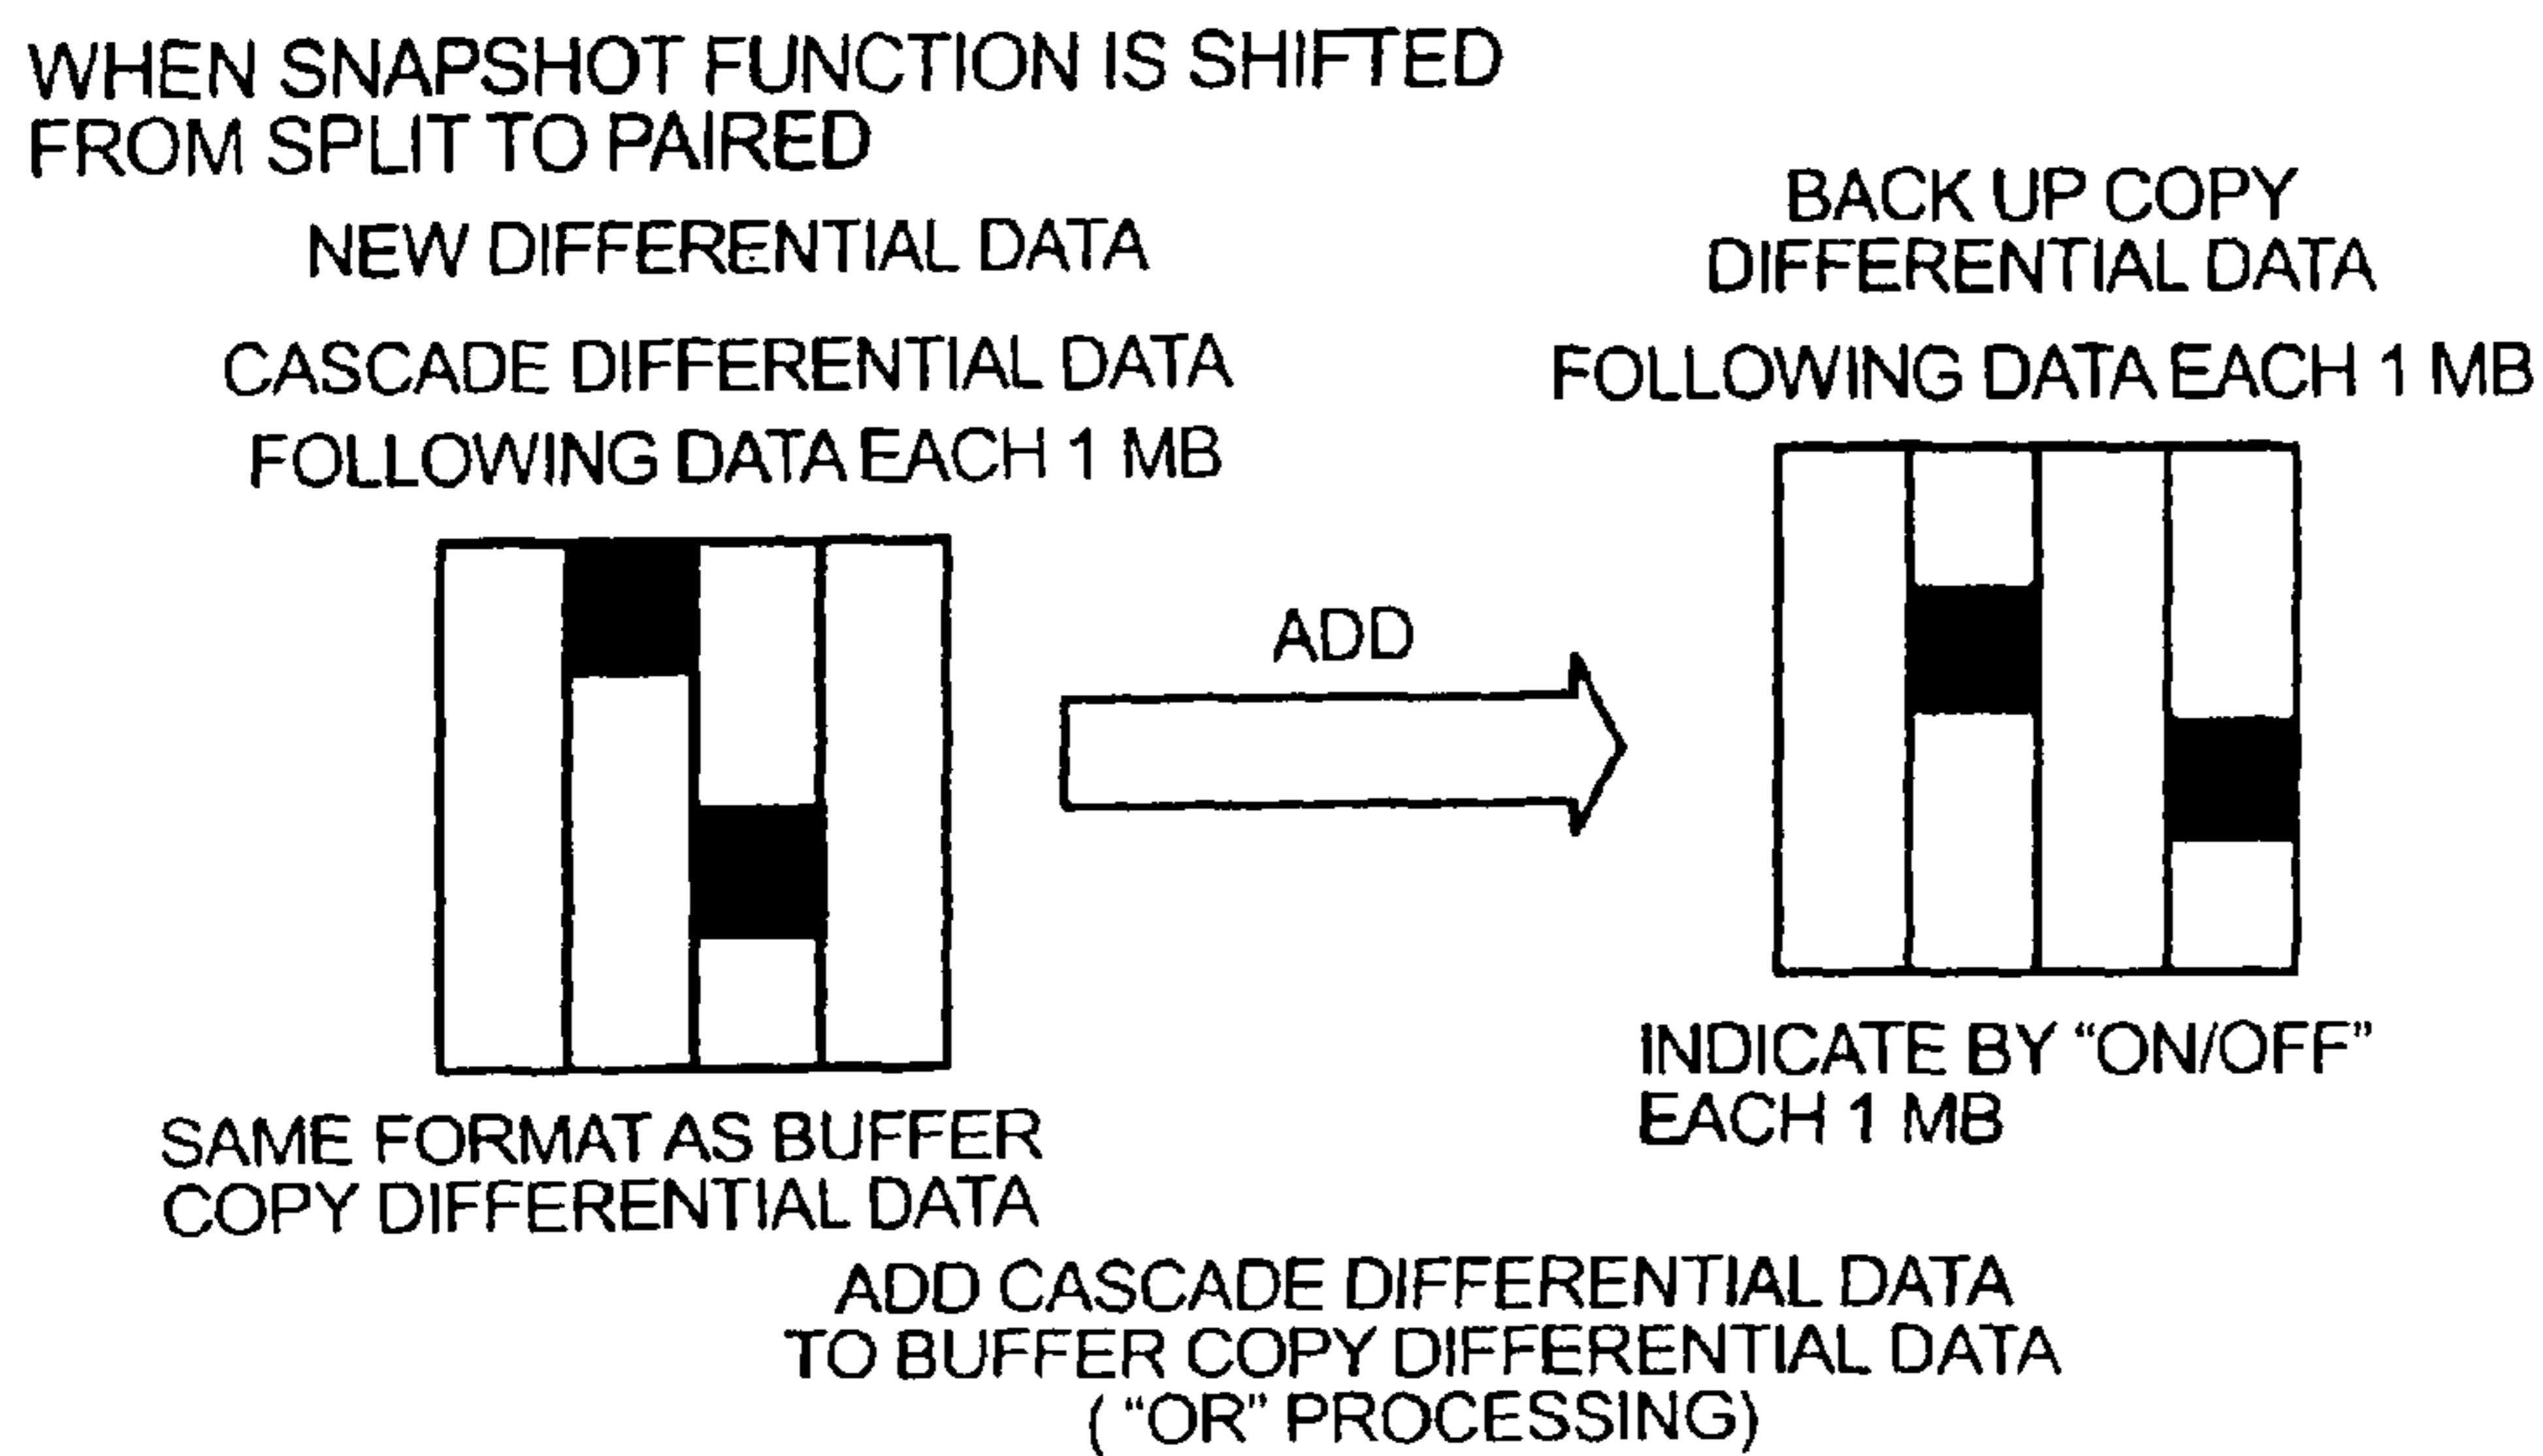 WHEN SNAPSHOT FUNCTION IS SHIFTED
FROM SPLIT TO PAIRED
NEW DIFFERENTIAL DATA
CASCADE DIFFERENTIAL DATA
FOLLOWING DATA EACH 1 MB
BACK UP COPY
DIFFERENTIAL DATA
FOLLOWING DATA EACH 1 MB
ADD
SAME FORMAT AS BUFFER
COPY DIFFERENTIAL DATA
INDICATE BY “ON/OFF”
EACH 1 MB
ADD CASCADE DIFFERENTIAL DATA
TO BUFFER COPY DIFFERENTIAL DATA
( “OR” PROCESSING)